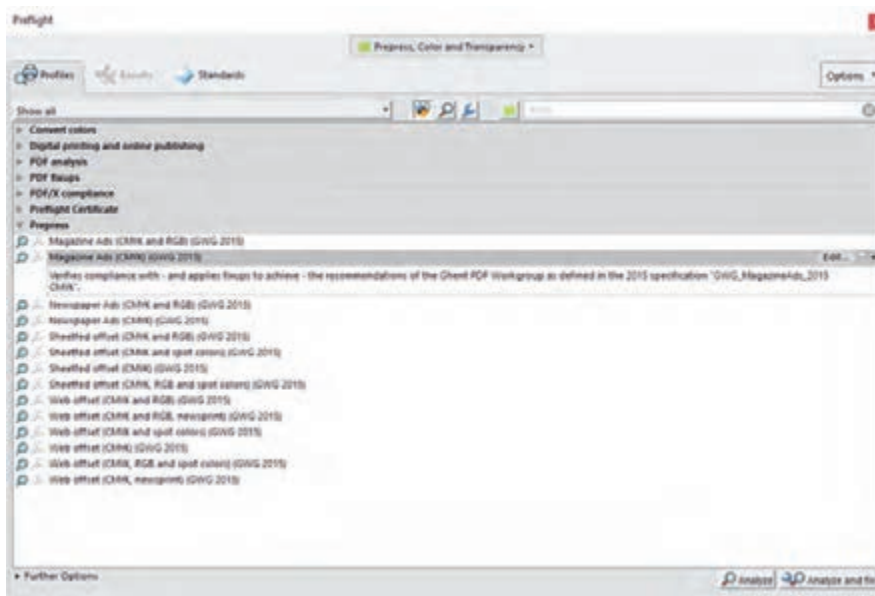 Preflight
Prepress, Color and Transparency
Profiles Results Standards
Options
Show all
Convert colors
Digital printing and online publishing
PDF analysis
PDF fixups
PDF/X compliance
Preflight Certificate
Prepress
Magazine Ads (CMYK and RGB) (GWG 2015)
Magazine Ads (CMYK) (GWG 2015) Edit...
Verifies compliance with - and applies fixups to achieve - the recommendations of the Ghent PDF Workgroup as defined in the 2015 specification "GWG_MagazineAds_2015
CMYK".
Newspaper Ads (CMYK and RGB) (GWG 2015)
Newspaper Ads (CMYK) (GWG 2015)
Sheetfed offset (CMYK and RGB) (GWG 2015)
Sheetfed offset (CMYK and spot colors) (GWG 2015)
Sheetfed offset (CMYK) (GWG 2015)
Sheetfed offset (CMYK, RGB and spot colors) (GWG 2015)
Web offset (CMYK and RGB) (GWG 2015)
Web offset (CMYK and RGB, newsprint) (GWG 2015)
Web offset (CMYK and spot colors) (GWG 2015)
Web offset (CMYK) (GWG 2015)
Web offset (CMYK, RGB and spot colors) (GWG 2015)
Web offset (CMYK, newsprint) (GWG 2015)
Further Options
Analyze Analyze and fix